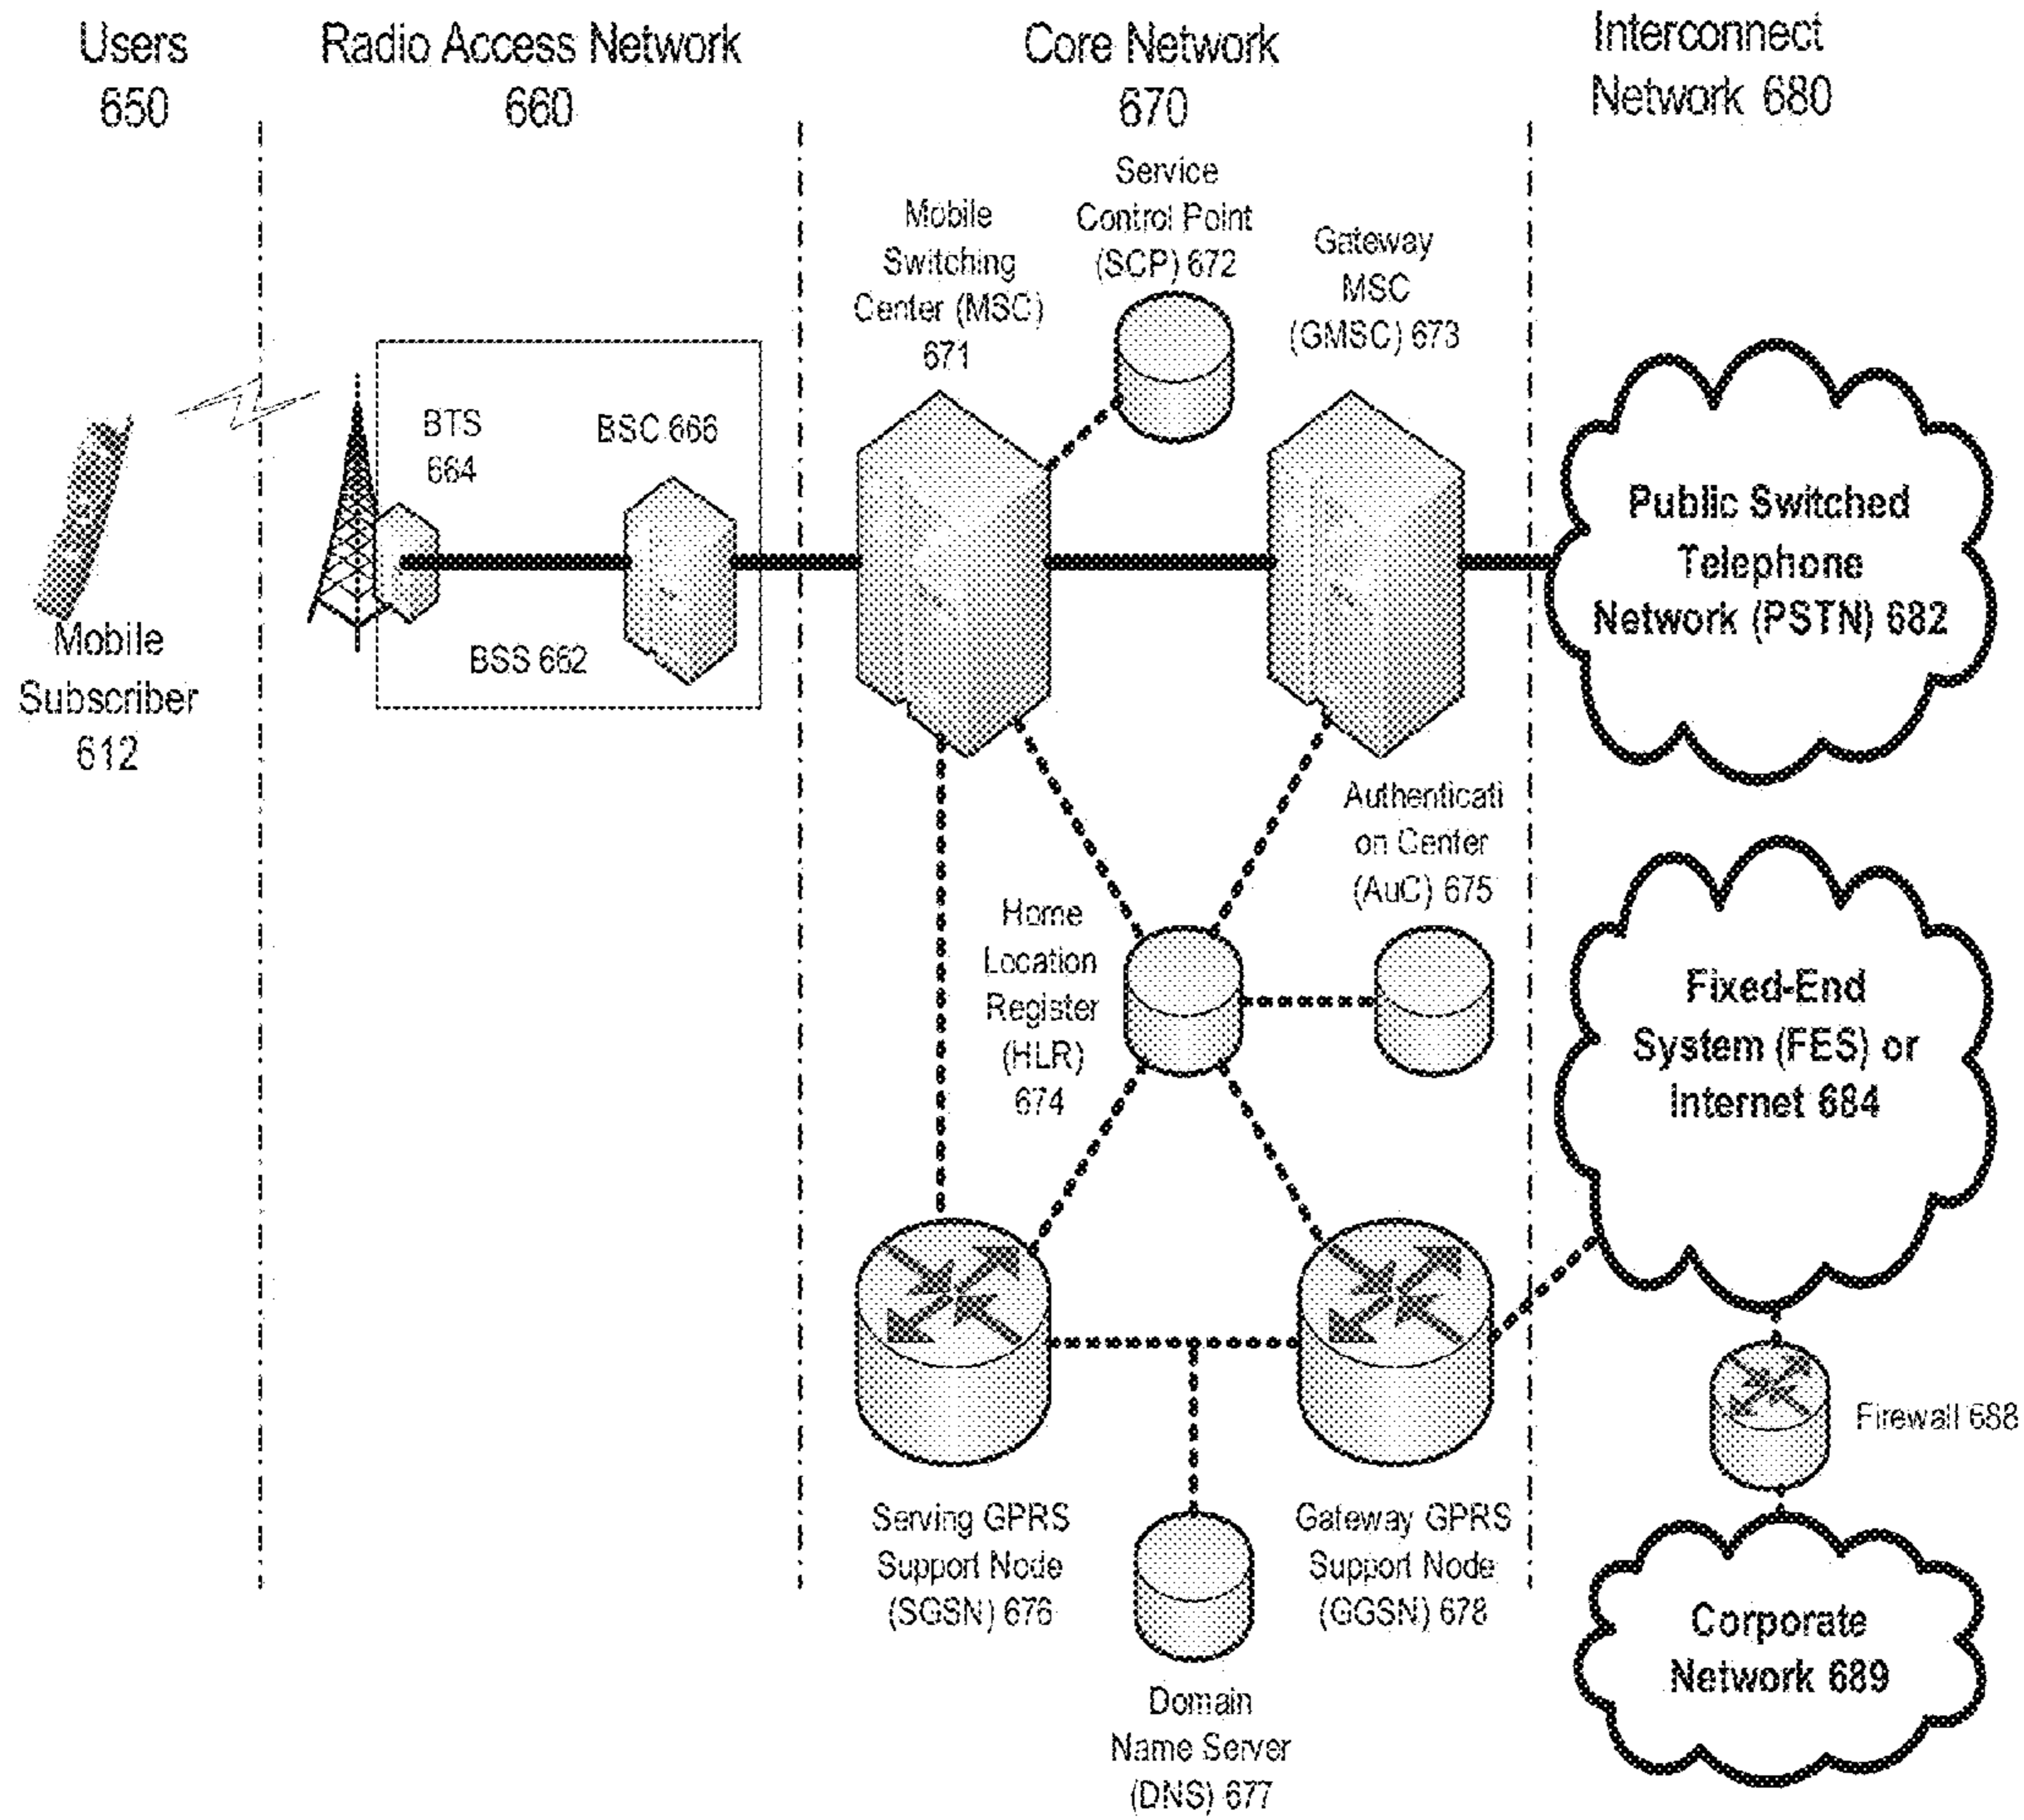 Users
650
Radio Access Network
660
Core Network
670
Interconnect
Network 680
Service
Control Point
(SCP) 672
Mobile
Switching
Center (MSC)
671
Gateway
MSC
(GMSC) 673
BTS
664
BSC 666
BSS 662
Mobile
Subscriber
612
Public Switched
Telephone
Network (PSTN) 682
Authenticati
on Center
(AuC) 675
Home
Location
Register
(HLR)
674
Fixed-End
System (FES) or
Internet 684
Firewall 688
Serving GPRS
Support Node
(SGSN) 676
Gateway GPRS
Support Node
(GGSN) 678
Domain
Name Server
(DNS) 677
Corporate
Network 689